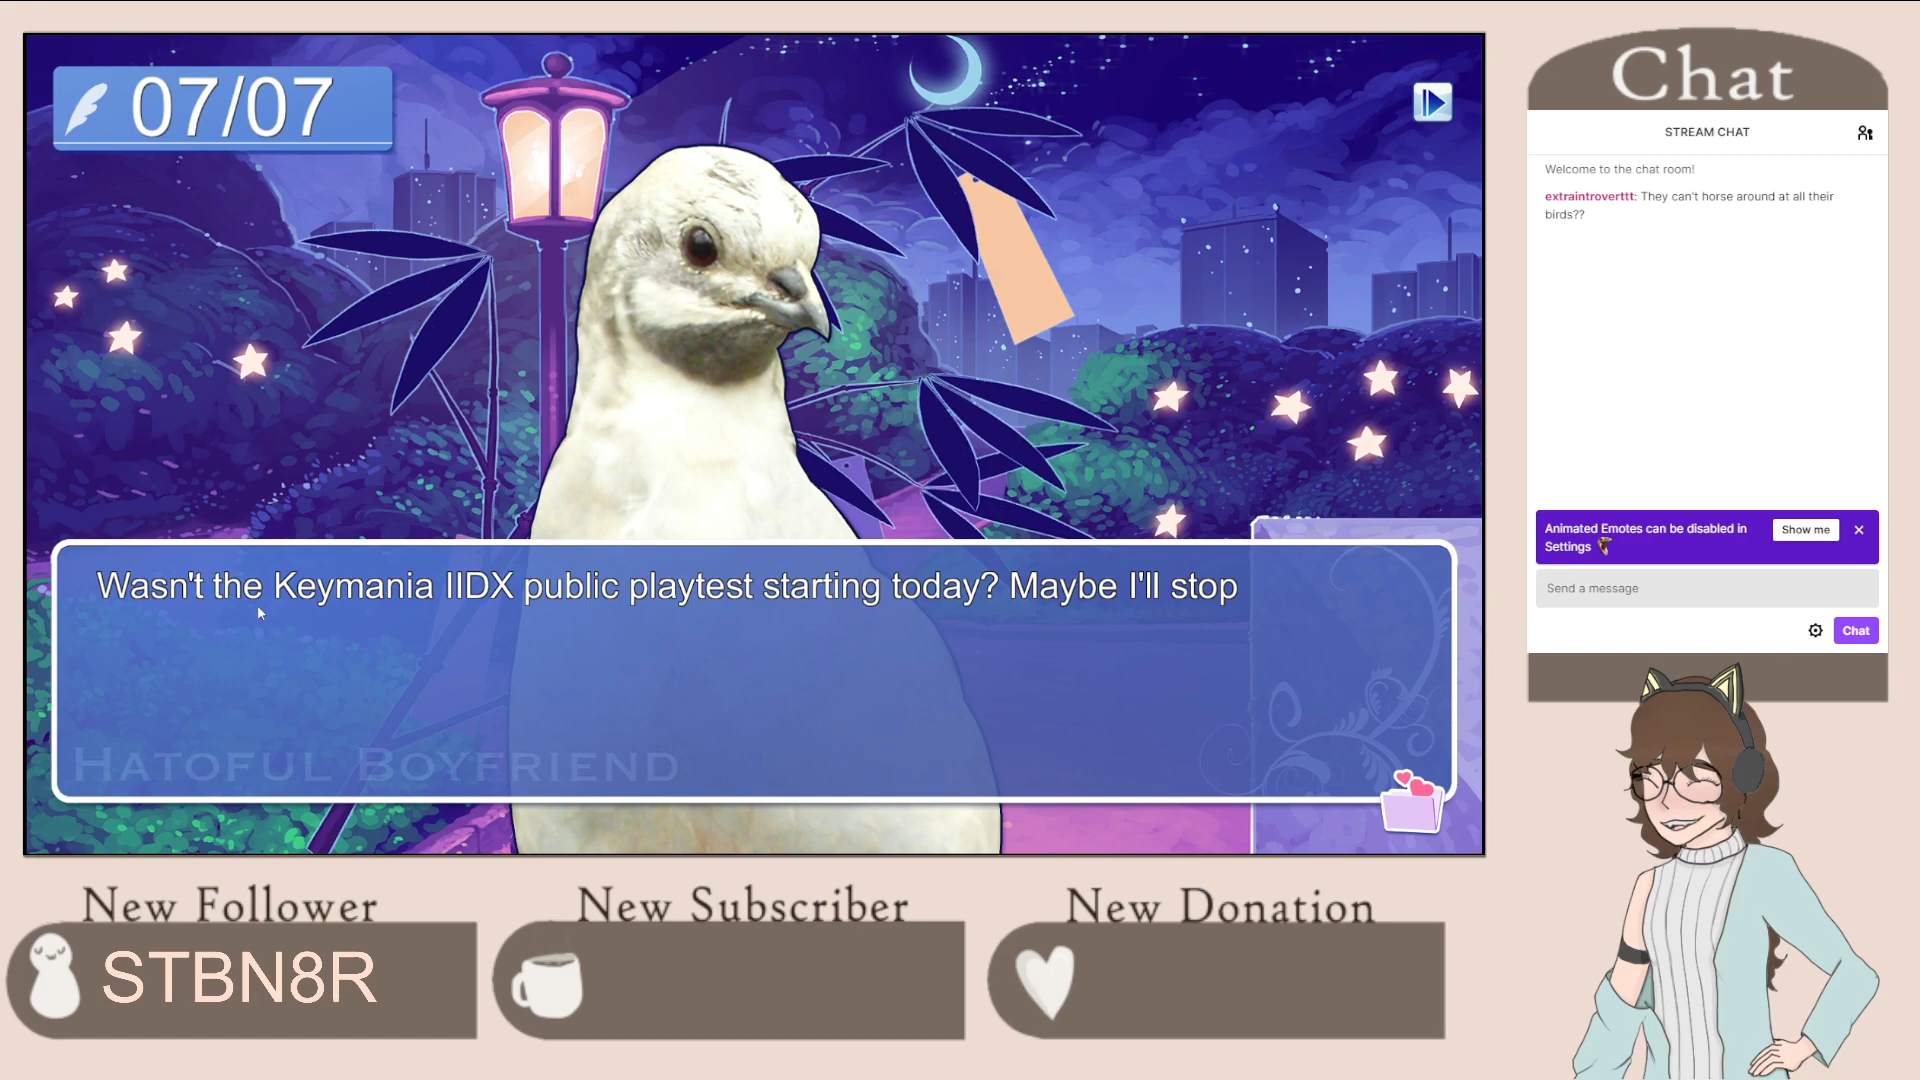 07/07
Wasn't the Keymania IIDX public playtest starting today? Maybe I'll stop
HATOFUL BOYFRIEND
Chat
STREAM CHAT
Welcome to the chat room!
extraintroverttt: They can't horse around at all their
birds??
Animated Emotes can be disabled in
Settings
Show me
Send a message
Chat
New Follower
STBN8R
New Subscriber
New Donation